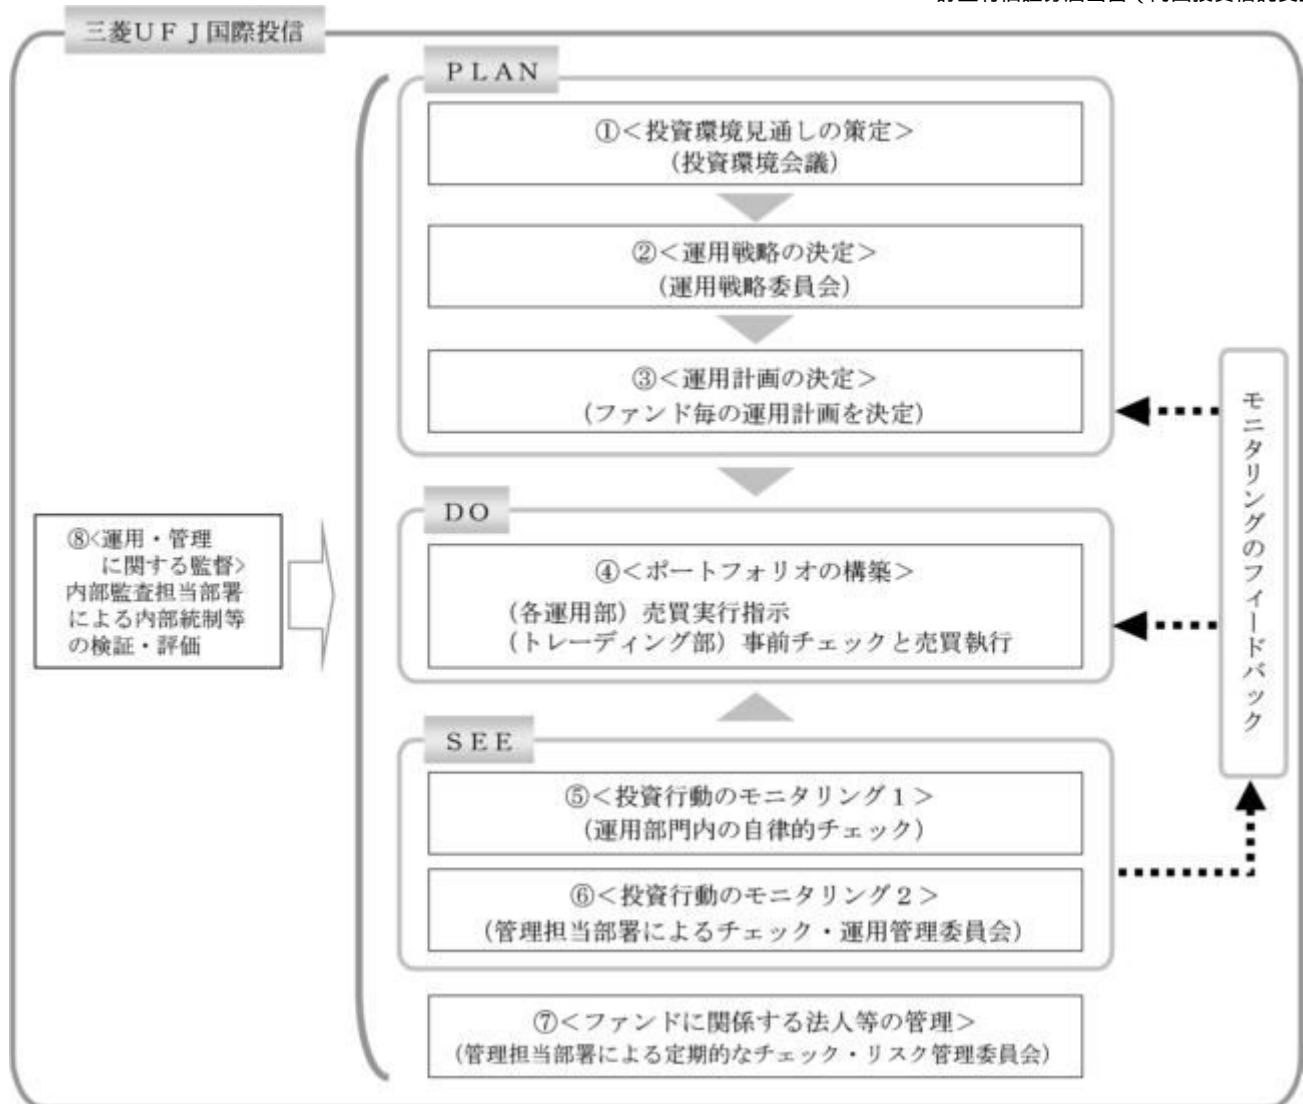 三菱UFJ国際投信
PLAN
①<投資環境見通しの策定>
(投資環境会議)
②<運用戦略の決定>
(運用戦略委員会)
③<運用計画の決定>
(ファンド毎の運用計画を決定)
DO
④<ポートフォリオの構築>
(各運用部)売買実行指示
(トレーディング部)事前チェックと売買執行
SEE
⑤<投資行動のモニタリング1>
(運用部門内の自律的チェック)
⑥<投資行動のモニタリング2>
(管理担当部署によるチェック・運用管理委員会)
⑦<ファンドに関係する法人等の管理>
(管理担当部署による定期的なチェック・リスク管理委員会)
⑧<運用・管理
に関する監督>
内部監査担当部署
による内部統制等
の検証・評価
モニタリングのフィードバック